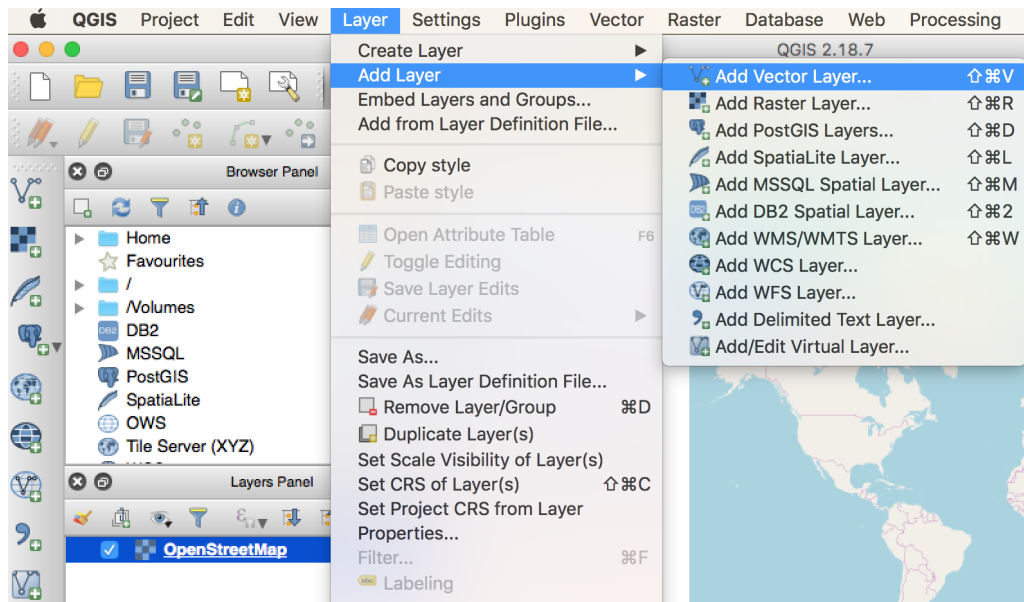 QGIS Project Edit View Layer Settings Plugins Vector Raster Database Web Processing
QGIS 2.18.7
Create Layer
Add Layer
Embed Layers and Groups...
Add from Layer Definition File...
Copy style
Paste style
Open Attribute Table F6
Toggle Editing
Save Layer Edits
Current Edits
Save As...
Save As Layer Definition File...
Remove Layer/Group ⌘D
Duplicate Layer(s)
Set Scale Visibility of Layer(s)
Set CRS of Layer(s) ⇧⌘C
Set Project CRS from Layer
Properties...
Filter... ⌘F
abc Labeling
Add Vector Layer... ⇧⌘V
Add Raster Layer... ⇧⌘R
Add PostGIS Layers... ⇧⌘D
Add SpatiaLite Layer... ⇧⌘L
Add MSSQL Spatial Layer... ⇧⌘M
DB2 Add DB2 Spatial Layer... ⇧⌘2
Add WMS/WMTS Layer... ⇧⌘W
Add WCS Layer...
Add WFS Layer...
Add Delimited Text Layer...
Add/Edit Virtual Layer...
Browser Panel
Home
Favourites
/
/Volumes
DB2 DB2
MSSQL
PostGIS
SpatiaLite
OWS
Tile Server (XYZ)
Layers Panel
OpenStreetMap